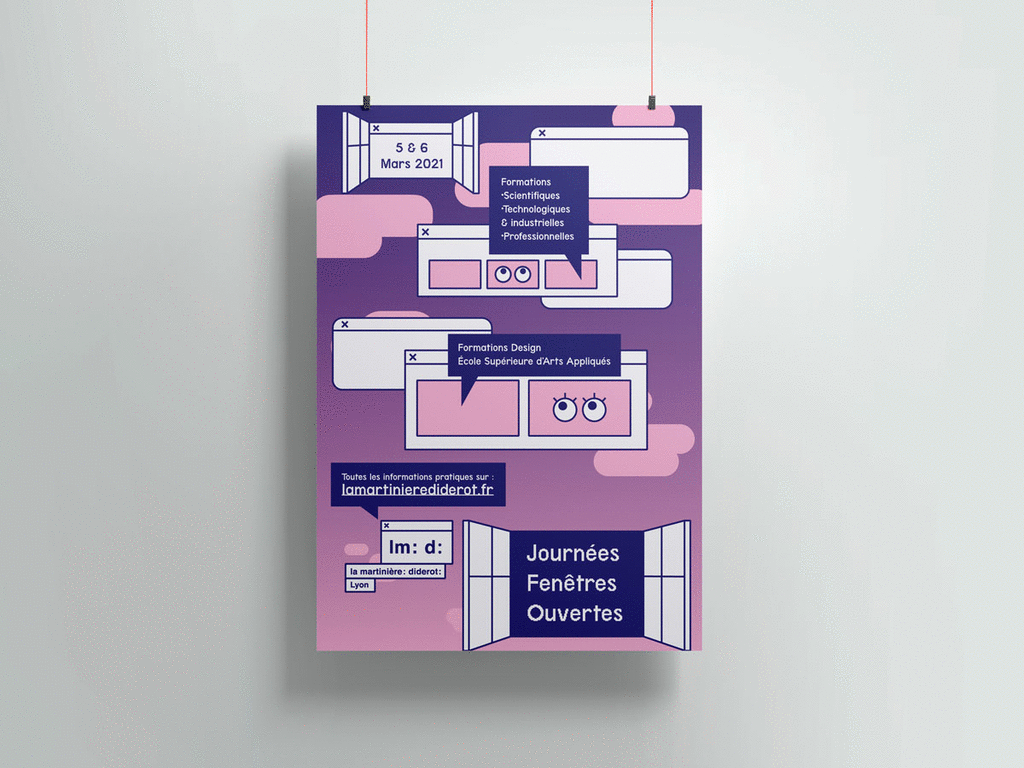 5 & 6
Mars 2021
Formations
•Scientifiques
•Technologiques
& industrielles
•Professionnelles
Formations Design
École Supérieure d'Arts Appliqués
Toutes les informations pratiques sur :
lamartinierediderot.fr
lm: d:
la martinière: diderot:
Lyon
Journées
Fenêtres
Ouvertes